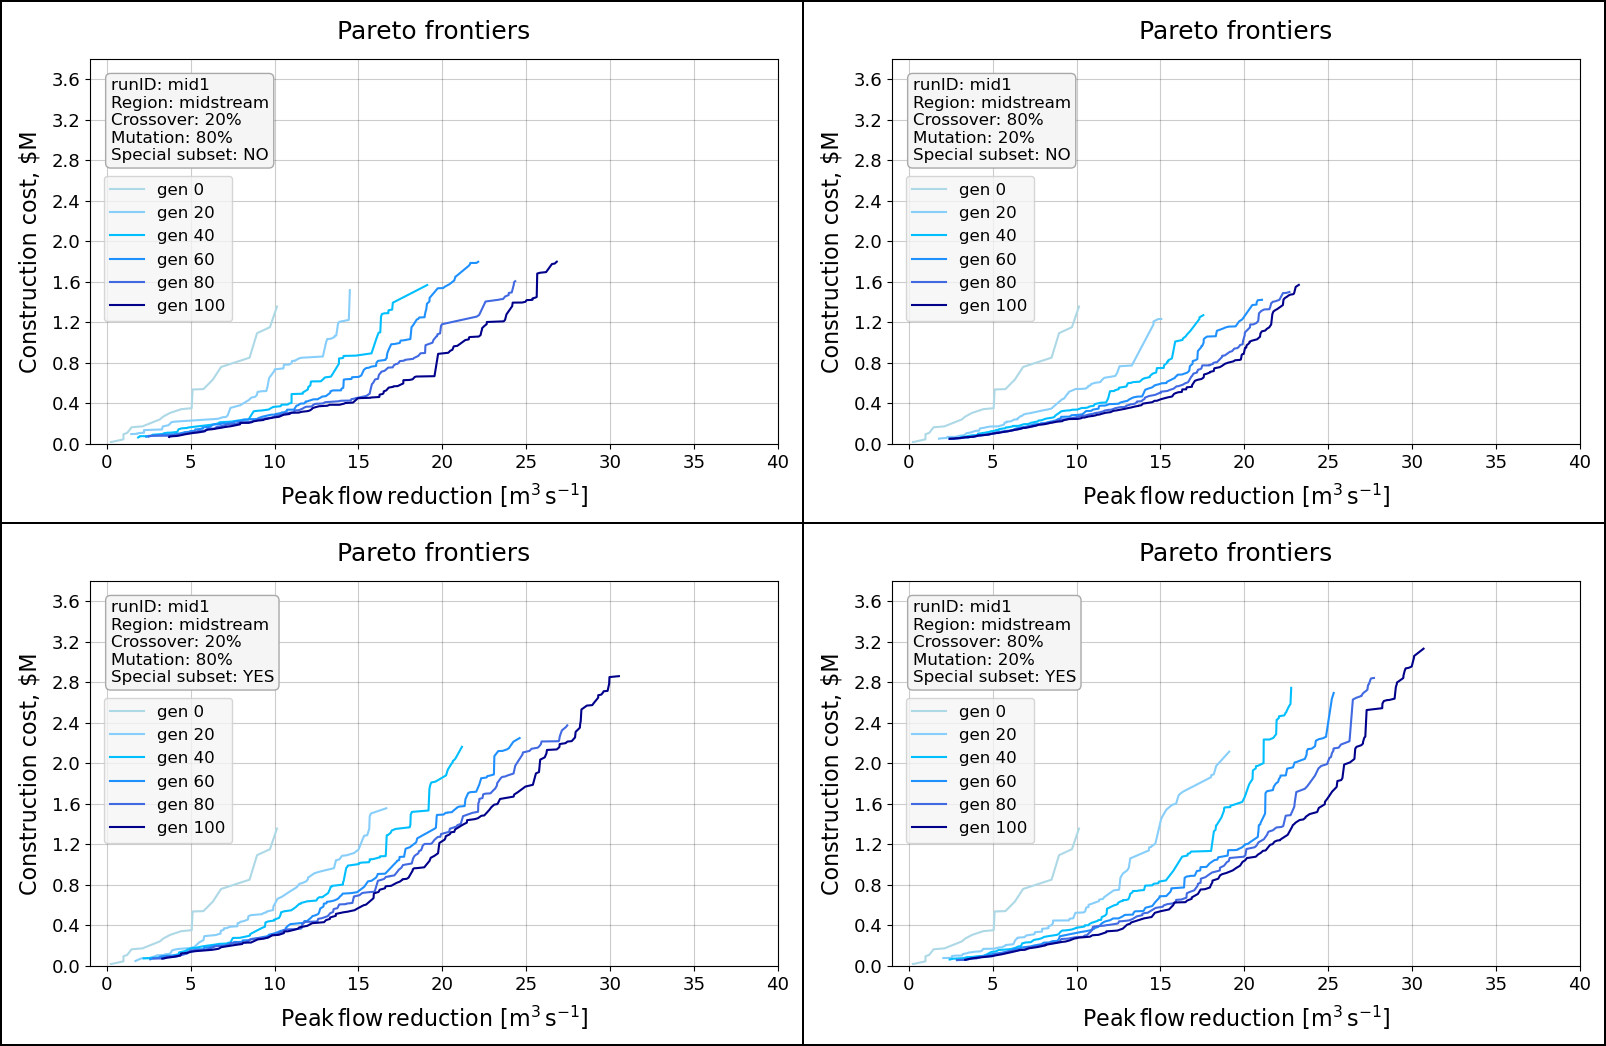 Pareto frontiers
3.6
3.2
2.8
2.4
2.0
1.6
1.2
0.8
0.4
0.0
Construction cost, $M
runID: mid1
Region: midstream
Crossover: 20%
Mutation: 80%
Special subset: NO
gen 0
gen 20
gen 40
gen 60
gen 80
gen 100
0 5 10 15 20 25 30 35 40
Peak flow reduction [m³ s⁻¹]
Pareto frontiers
3.6
3.2
2.8
2.4
2.0
1.6
1.2
0.8
0.4
0.0
Construction cost, $M
runID: mid1
Region: midstream
Crossover: 80%
Mutation: 20%
Special subset: NO
gen 0
gen 20
gen 40
gen 60
gen 80
gen 100
0 5 10 15 20 25 30 35 40
Peak flow reduction [m³ s⁻¹]
Pareto frontiers
3.6
3.2
2.8
2.4
2.0
1.6
1.2
0.8
0.4
0.0
Construction cost, $M
runID: mid1
Region: midstream
Crossover: 20%
Mutation: 80%
Special subset: YES
gen 0
gen 20
gen 40
gen 60
gen 80
gen 100
0 5 10 15 20 25 30 35 40
Peak flow reduction [m³ s⁻¹]
Pareto frontiers
3.6
3.2
2.8
2.4
2.0
1.6
1.2
0.8
0.4
0.0
Construction cost, $M
runID: mid1
Region: midstream
Crossover: 80%
Mutation: 20%
Special subset: YES
gen 0
gen 20
gen 40
gen 60
gen 80
gen 100
0 5 10 15 20 25 30 35 40
Peak flow reduction [m³ s⁻¹]